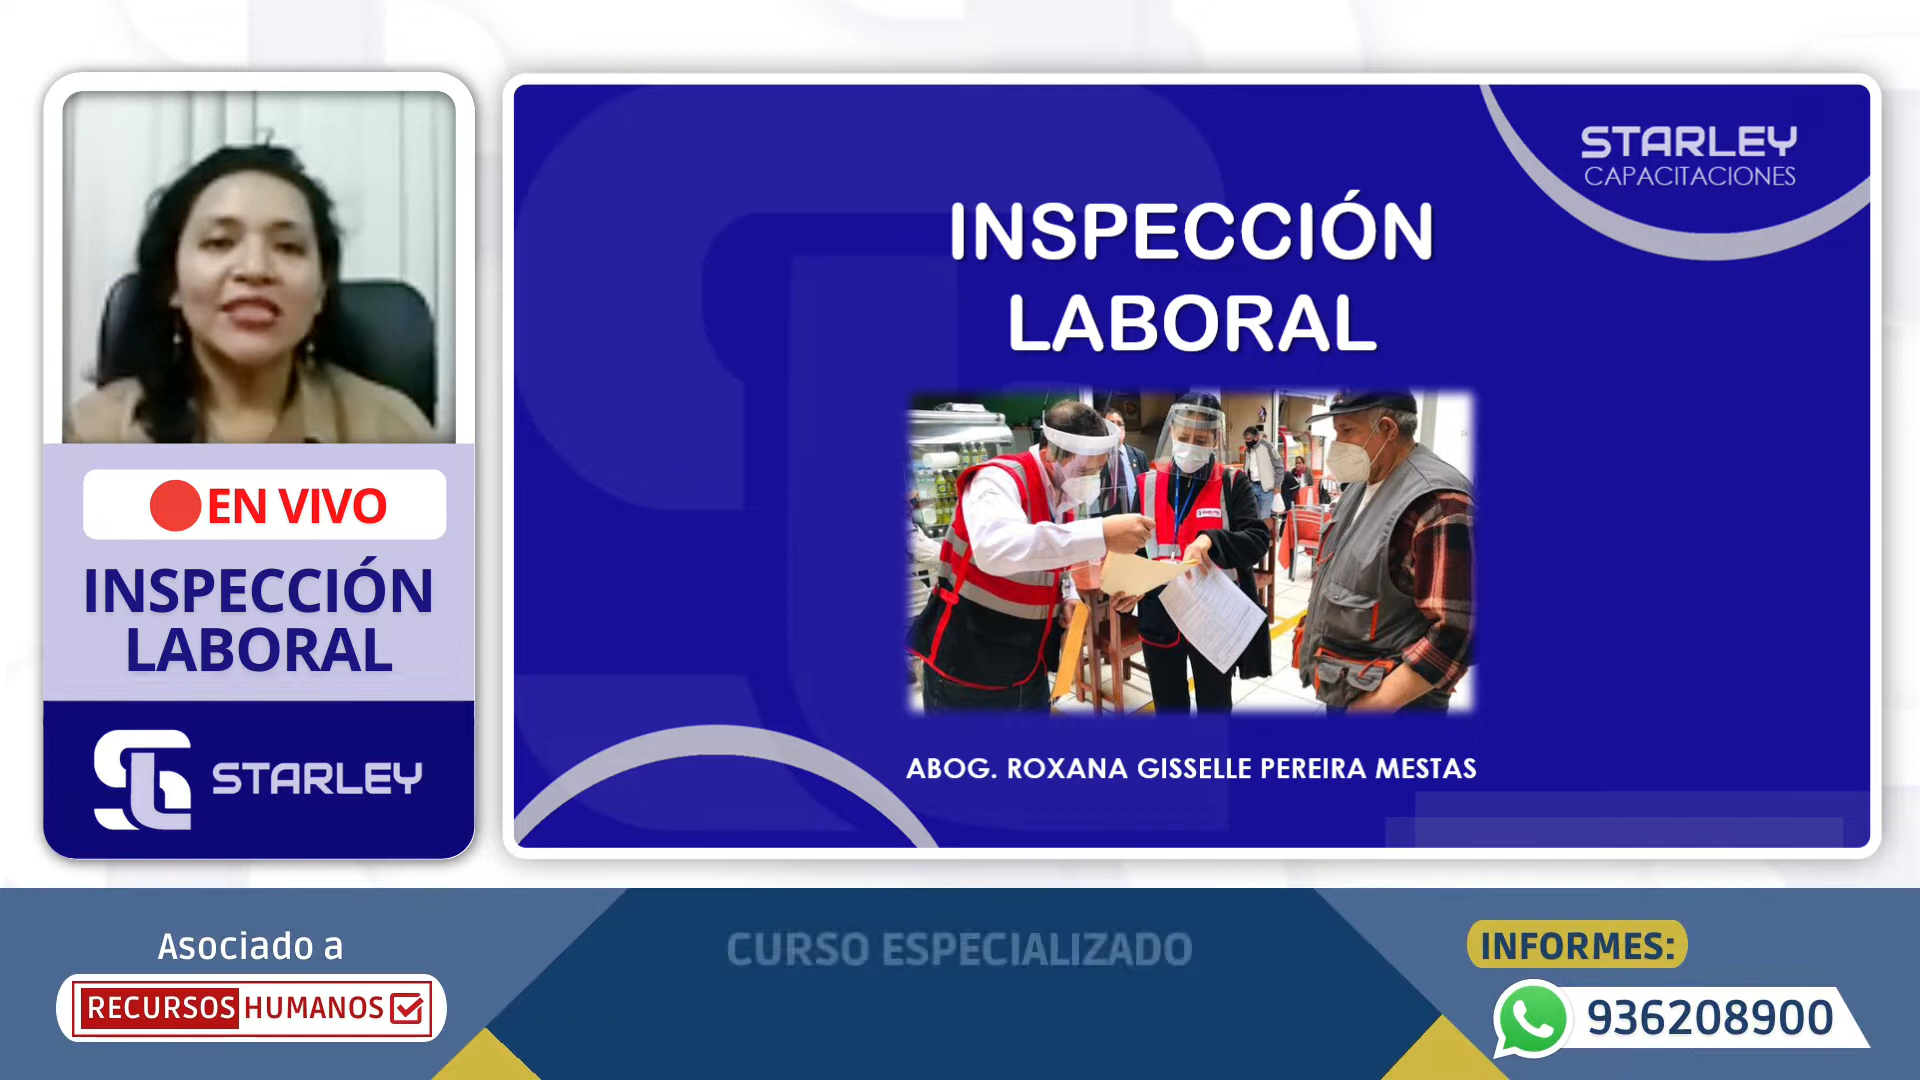 EN VIVO
INSPECCIÓN
LABORAL
STARLEY
STARLEY
CAPACITACIONES
INSPECCIÓN
LABORAL
ABOG. ROXANA GISSELLE PEREIRA MESTAS
Asociado a
RECURSOS HUMANOS
CURSO ESPECIALIZADO
INFORMES:
936208900